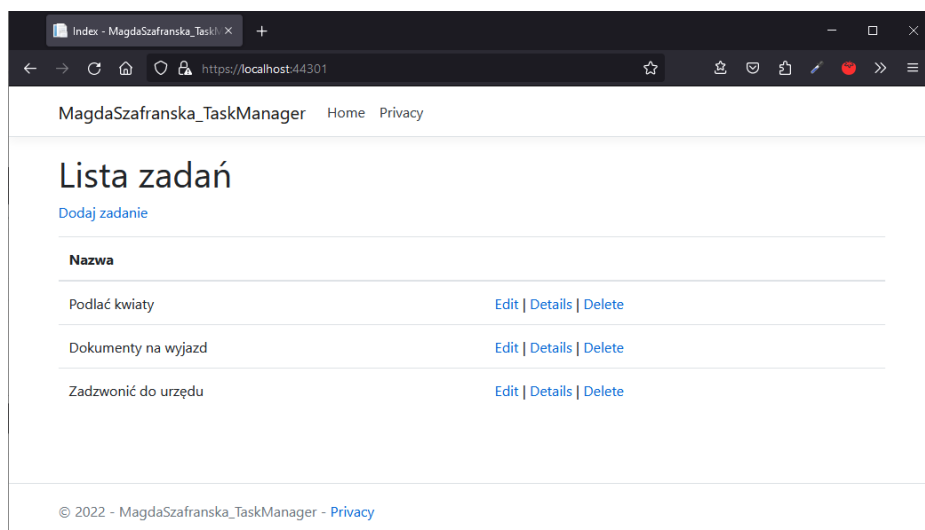 Index - MagdaSzafranska_Task
https://localhost:44301
MagdaSzafranska_TaskManager Home Privacy
Lista zadań
Dodaj zadanie
Nazwa
Podlać kwiaty Edit | Details | Delete
Dokumenty na wyjazd Edit | Details | Delete
Zadzwonić do urzędu Edit | Details | Delete
© 2022 - MagdaSzafranska_TaskManager - Privacy